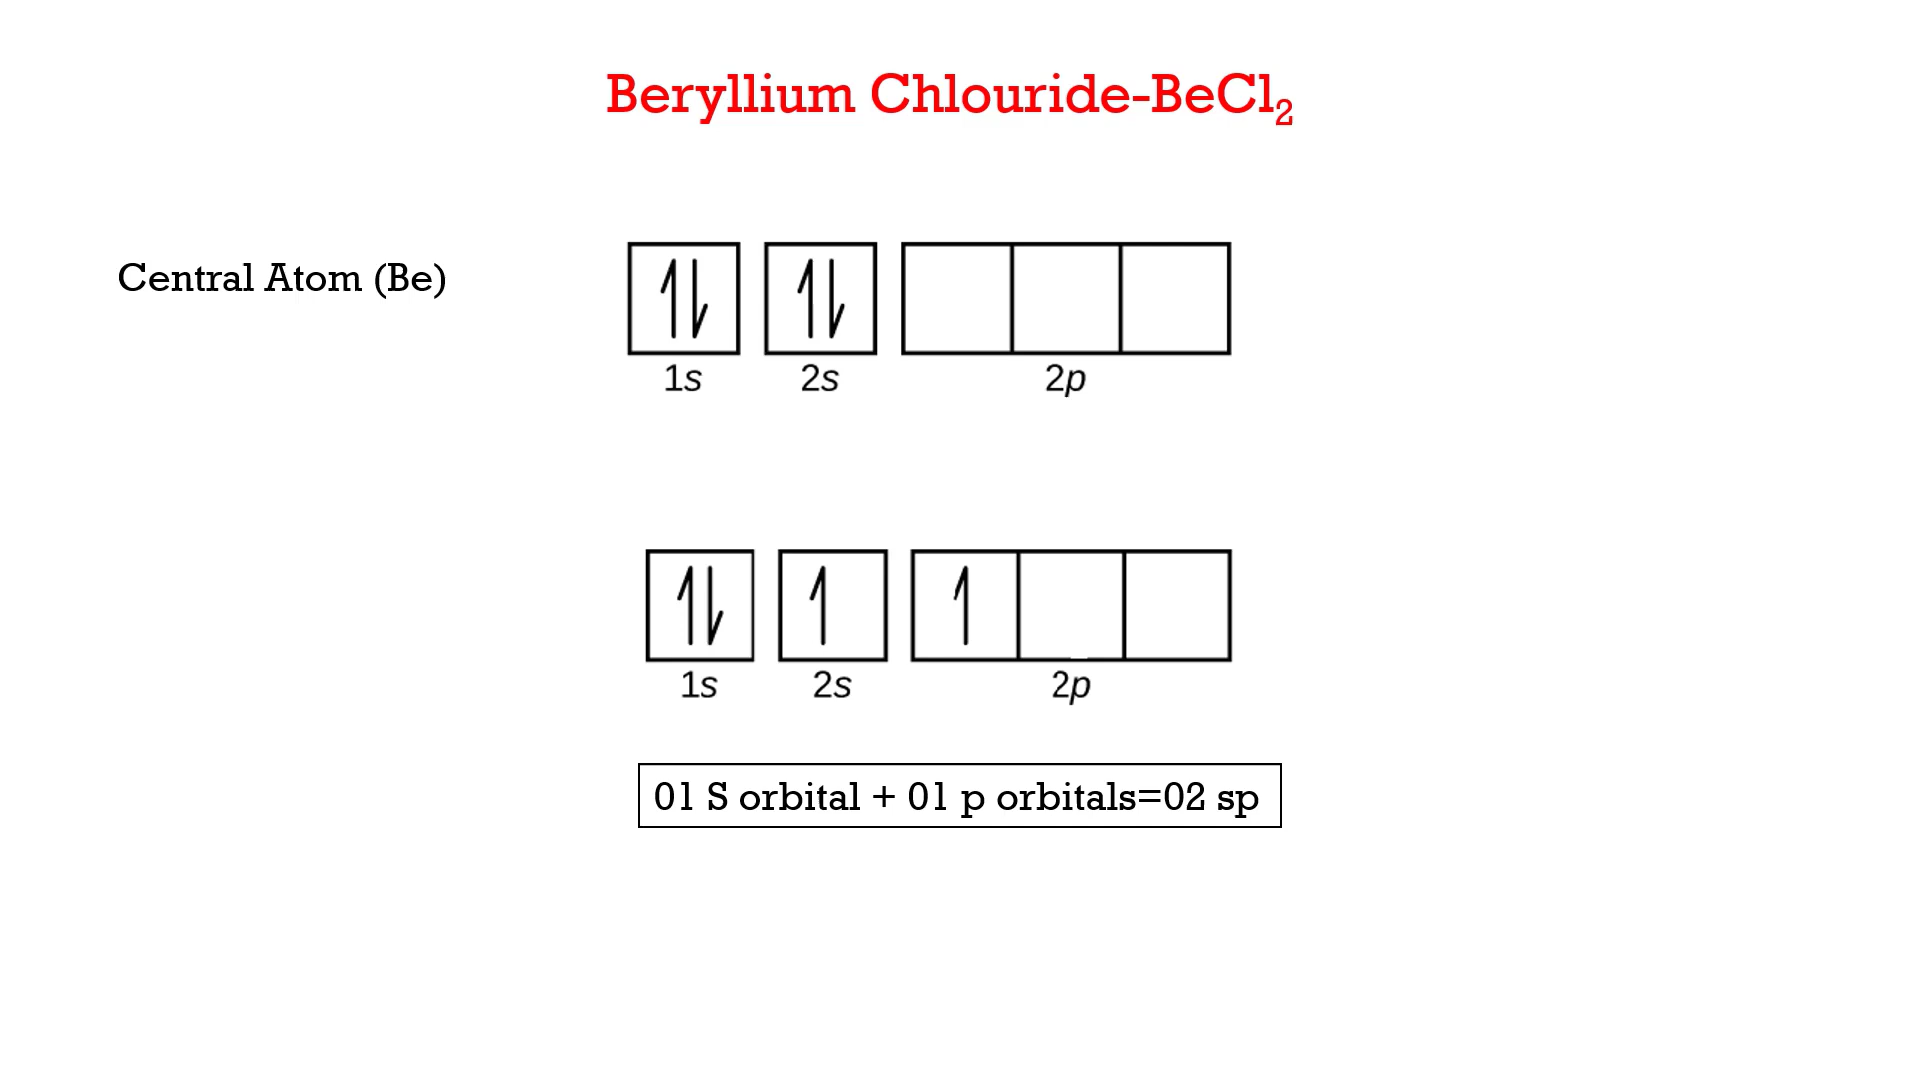 Beryllium Chlouride-BeCl₂
Central Atom (Be)
1s 2s 2p
1s 2s 2p
01 S orbital + 01 p orbitals=02 sp